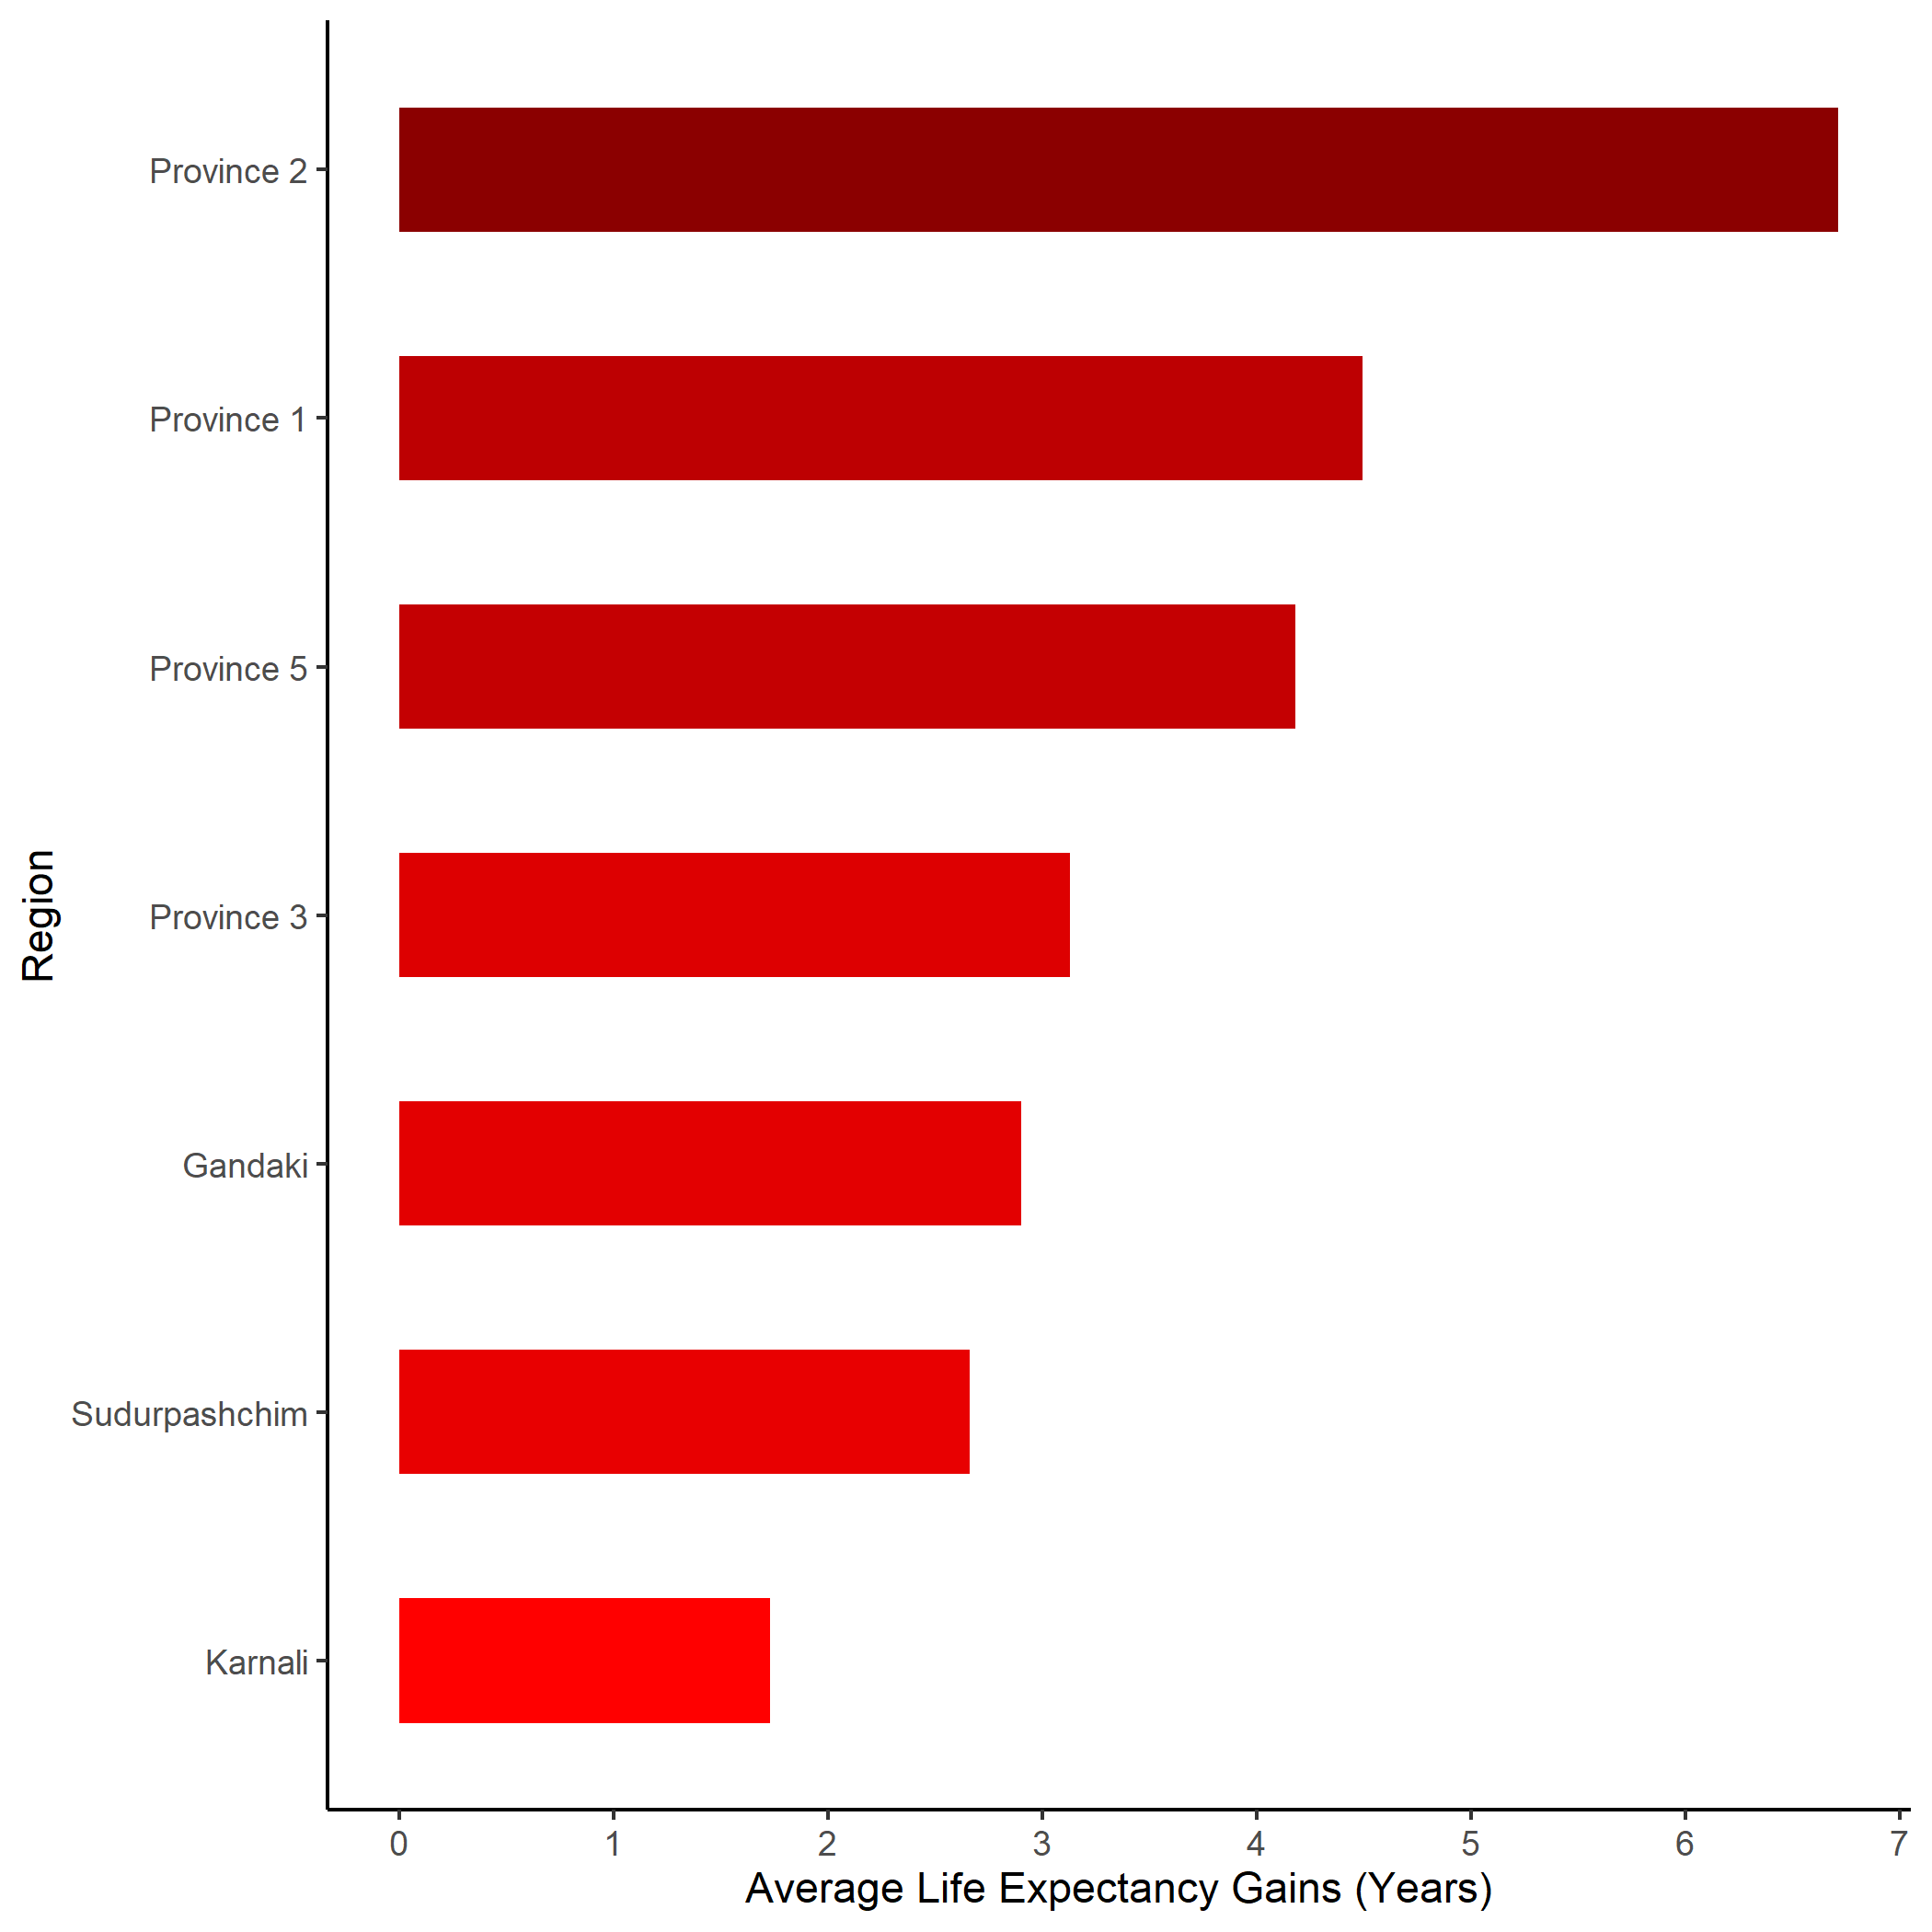 Province 2
Province 1
Province 5
Province 3
Gandaki
Sudurpashchim
Karnali
Region
0 1 2 3 4 5 6 7
Average Life Expectancy Gains (Years)